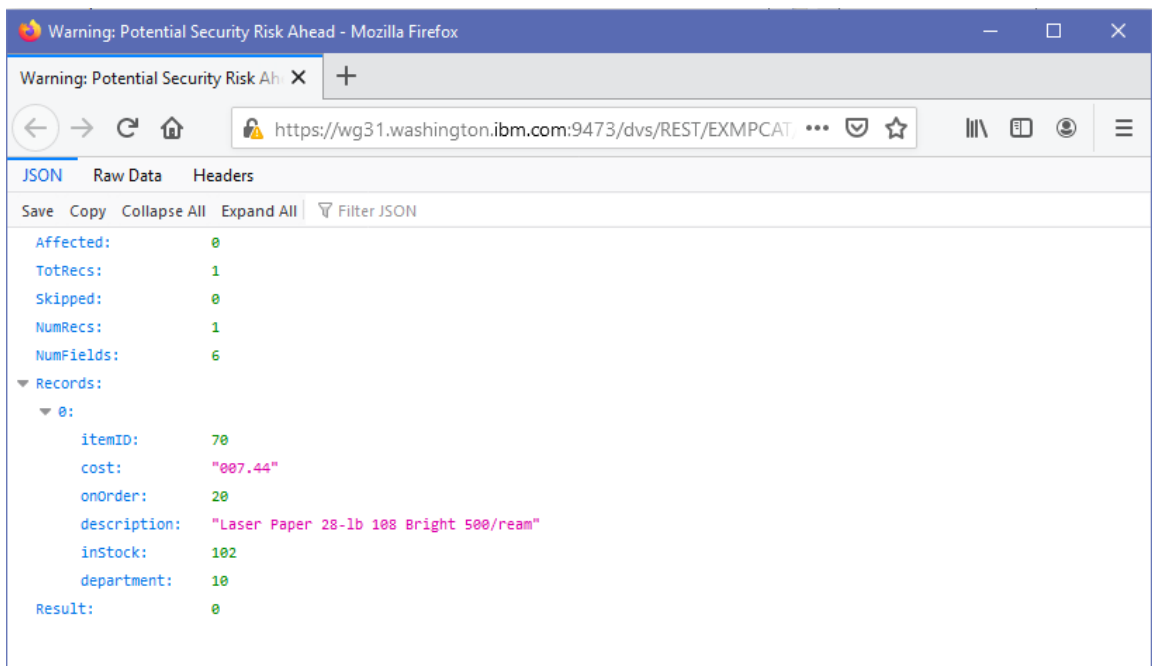 Warning: Potential Security Risk Ahead - Mozilla Firefox
Warning: Potential Security Risk Ah
https://wg31.washington.ibm.com:9473/dvs/REST/EXMPCAT
JSON Raw Data Headers
Save Copy Collapse All Expand All Filter JSON
Affected: 0
TotRecs: 1
Skipped: 0
NumRecs: 1
NumFields: 6
Records:
0:
itemID: 70
cost: "007.44"
onOrder: 20
description: "Laser Paper 28-lb 108 Bright 500/ream"
inStock: 102
department: 10
Result: 0